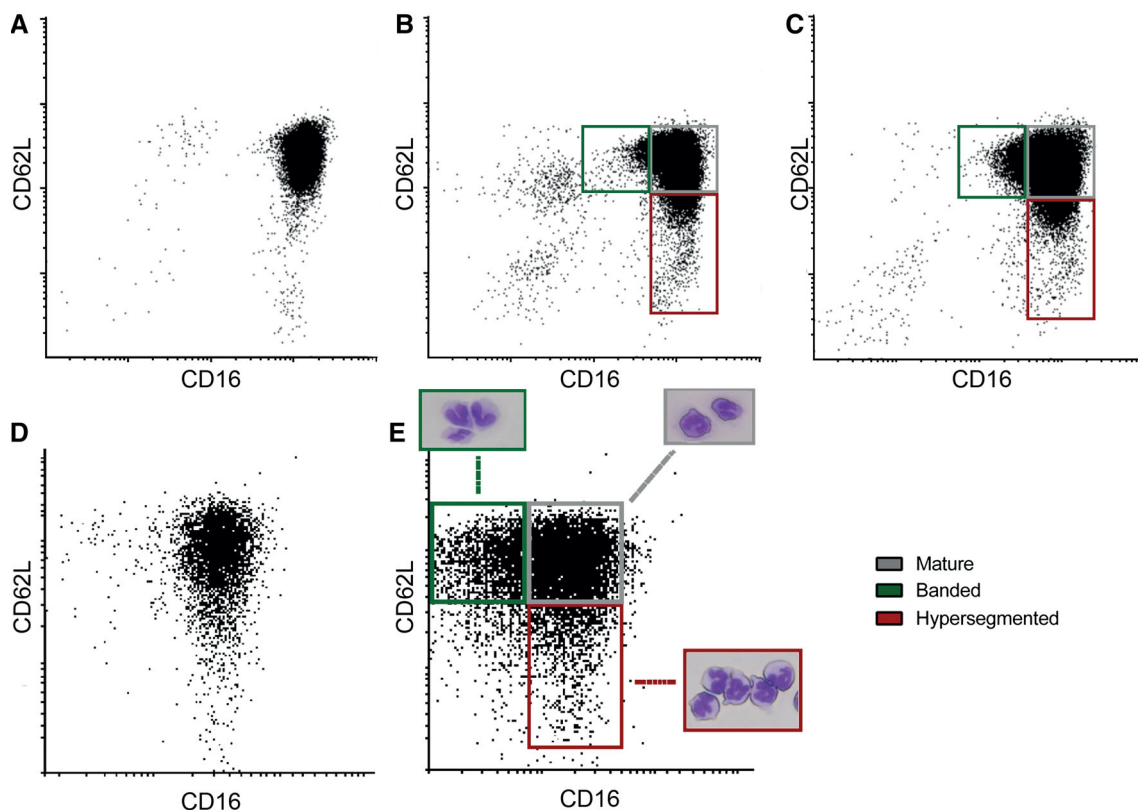 A
CD62L
CD16
B
CD62L
CD16
C
CD62L
CD16
D
CD62L
CD16
E
CD62L
CD16
Mature
Banded
Hypersegmented